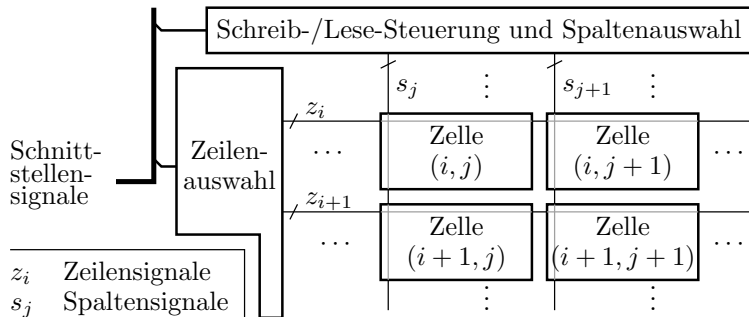 Schreib-/Lese-Steuerung und Spaltenauswahl
s_j ⋮ s_{j+1} ⋮
z_i
Schnitt-
stellen-
signale
Zeilen-
auswahl
... Zelle (i, j) Zelle (i, j + 1) ...
z_{i+1}
... Zelle (i + 1, j) Zelle (i + 1, j + 1) ...
⋮ ⋮
z_i Zeilensignale
s_j Spaltensignale